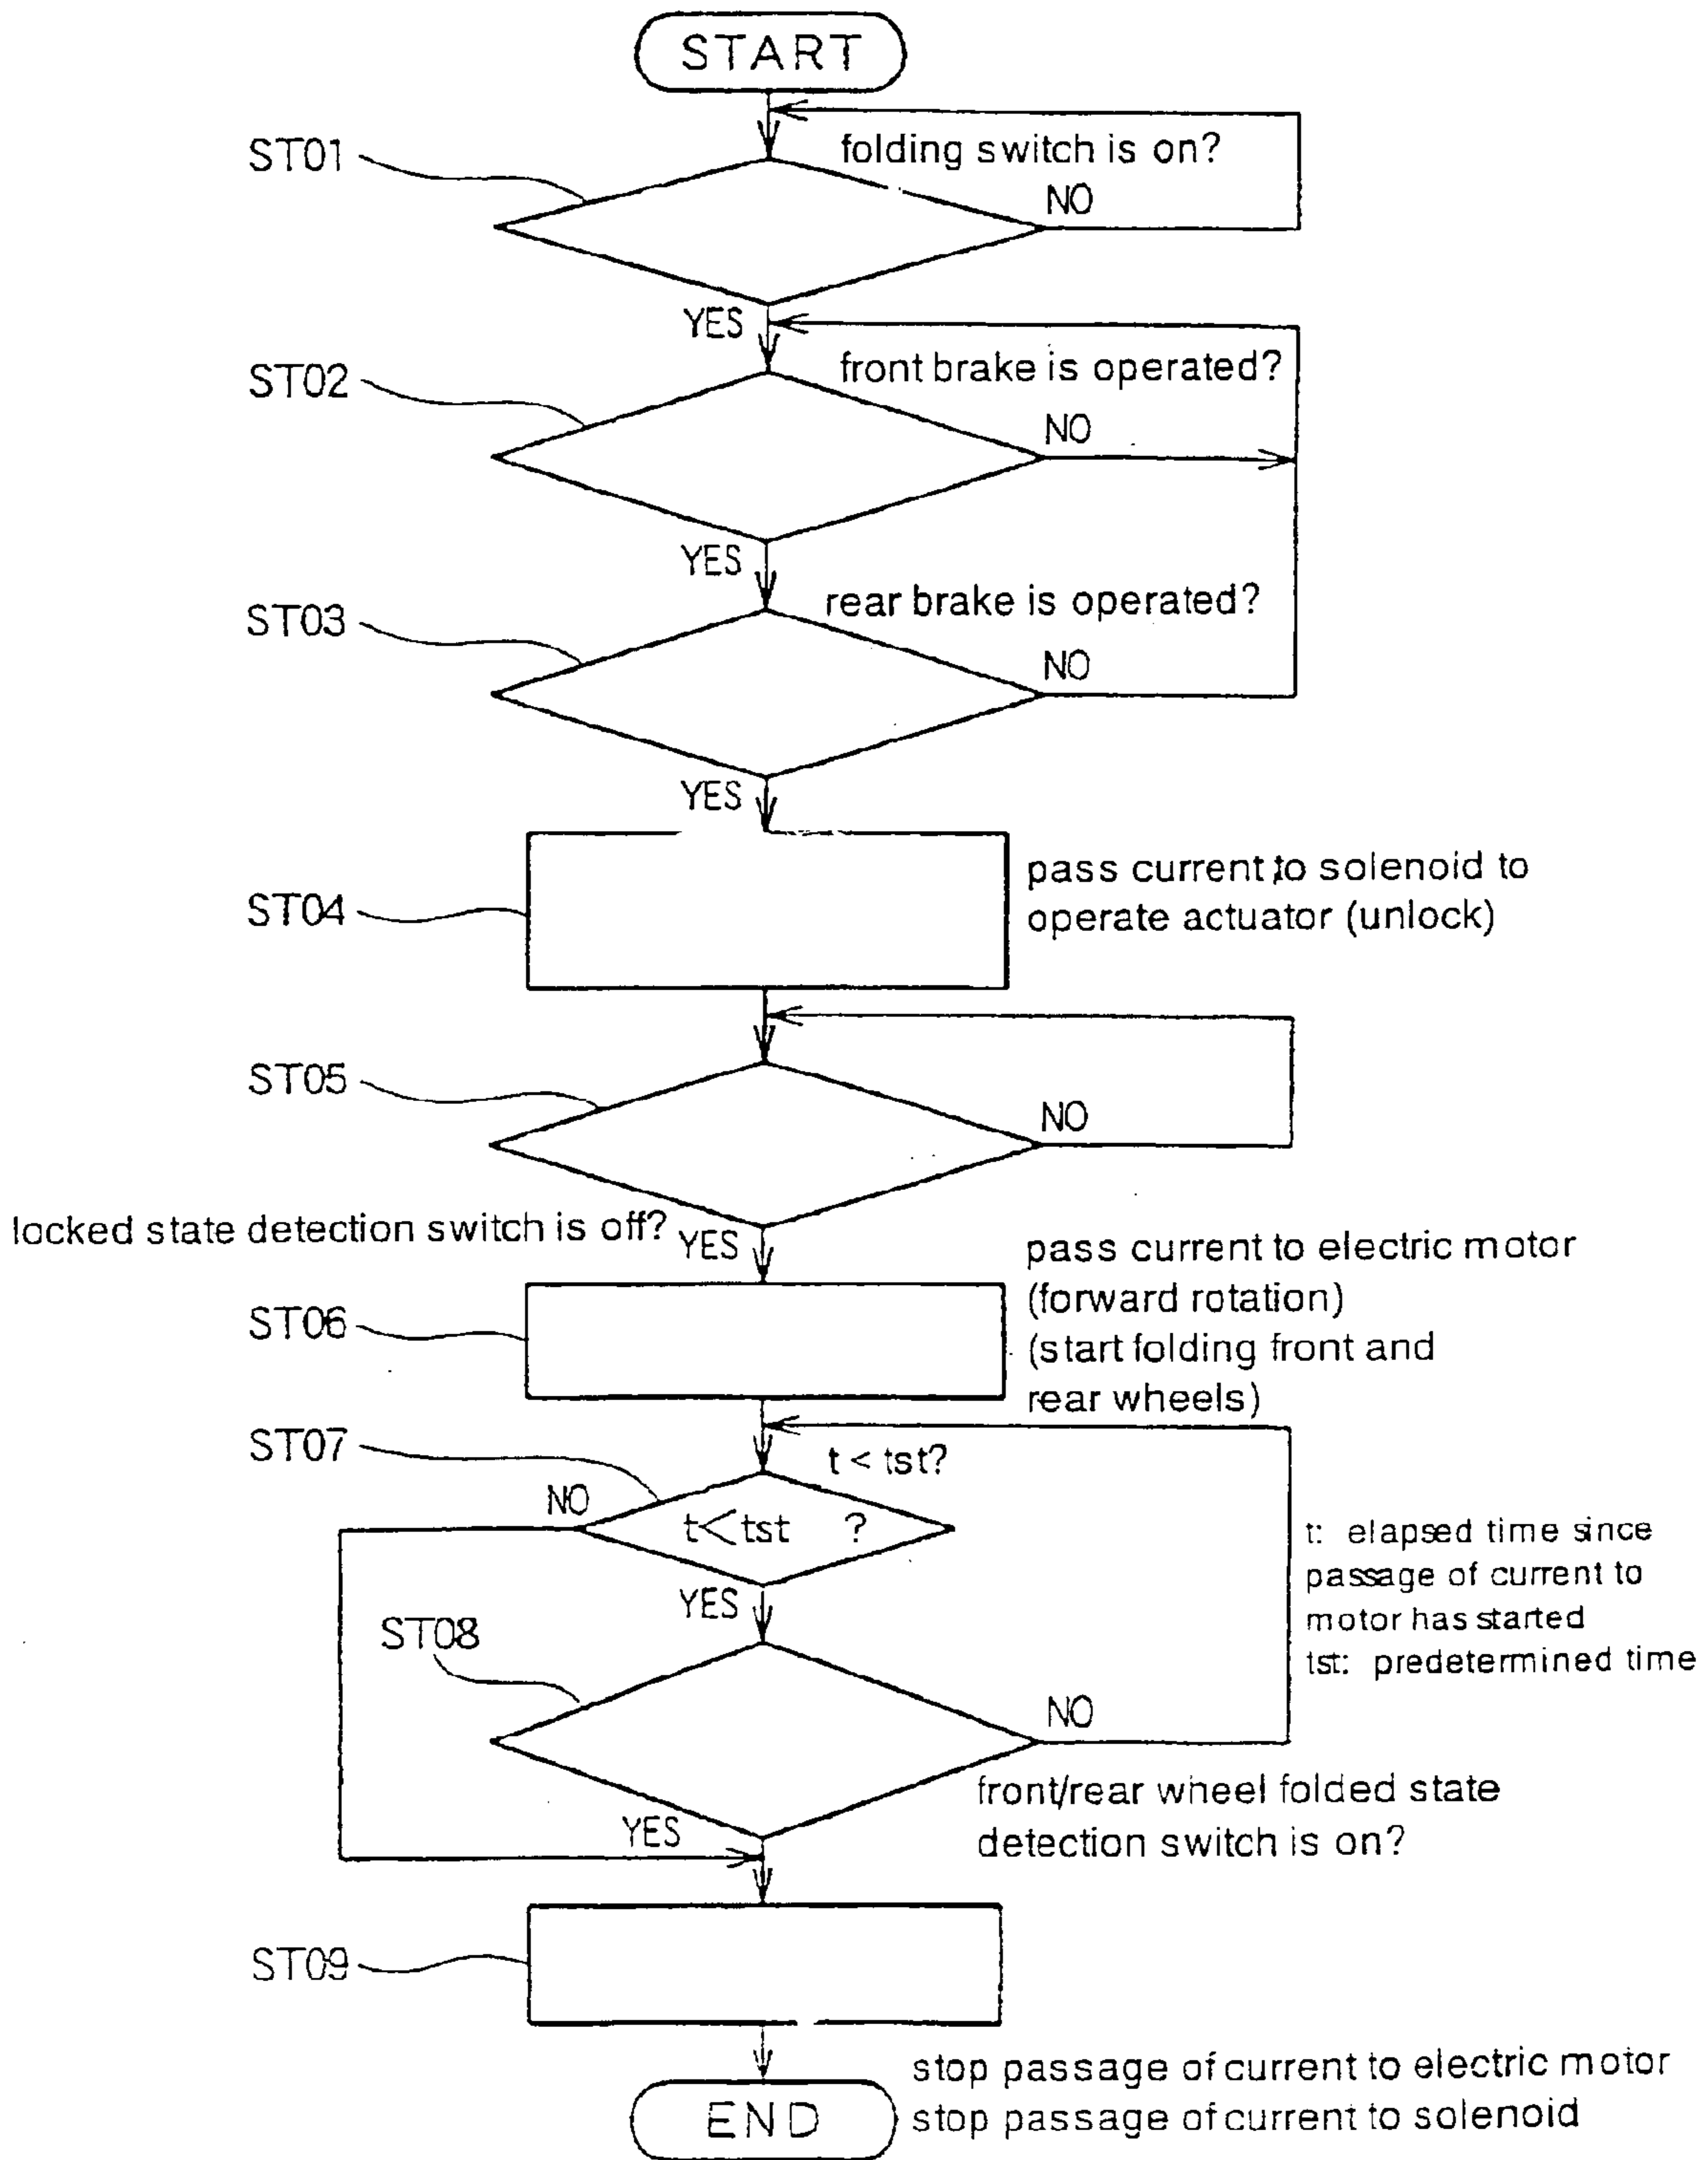 START
folding switch is on?
ST01
NO
YES
front brake is operated?
ST02
NO
YES
rear brake is operated?
ST03
NO
YES
pass current to solenoid to
operate actuator (unlock)
ST04
ST05
NO
locked state detection switch is off?
YES
pass current to electric motor
(forward rotation)
(start folding front and
rear wheels)
ST06
ST07
t < tst?
NO
t<tst ?
t: elapsed time since
passage of current to
motor has started
tst: predetermined time
YES
ST08
NO
front/rear wheel folded state
detection switch is on?
YES
ST09
stop passage of current to electric motor
stop passage of current to solenoid
END